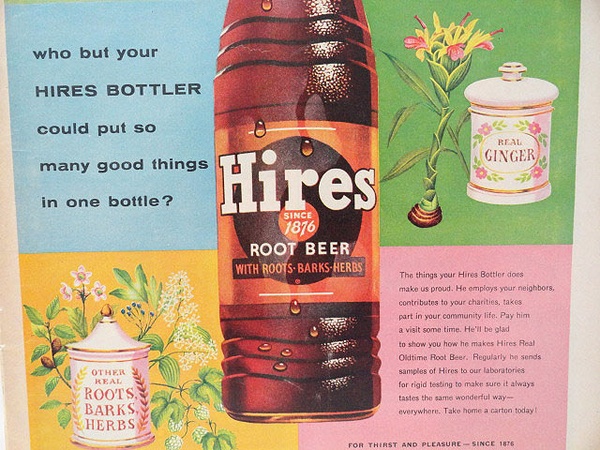 who but your
HIRES BOTTLER
could put so
many good things
in one bottle?
Hires
SINCE
1876
ROOT BEER
WITH ROOTS-BARKS-HERBS
REAL
GINGER
OTHER
REAL
ROOTS,
BARKS,
HERBS
The things your Hires Bottler does
make us proud. He employs your neighbors,
contributes to your charities, takes
part in your community life. Pay him
a visit some time. He'll be glad
to show you how he makes Hires Real
Oldtime Root Beer. Regularly he sends
samples of Hires to our laboratories
for rigid testing to make sure it always
tastes the same wonderful way—
everywhere. Take home a carton today!
FOR THIRST AND PLEASURE — SINCE 1876